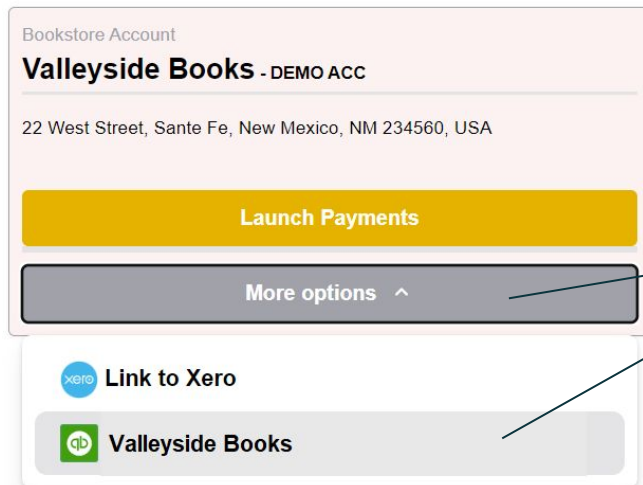 Bookstore Account
Valleyside Books - DEMO ACC
22 West Street, Sante Fe, New Mexico, NM 234560, USA
Launch Payments
More options
xero Link to Xero
qb Valleyside Books